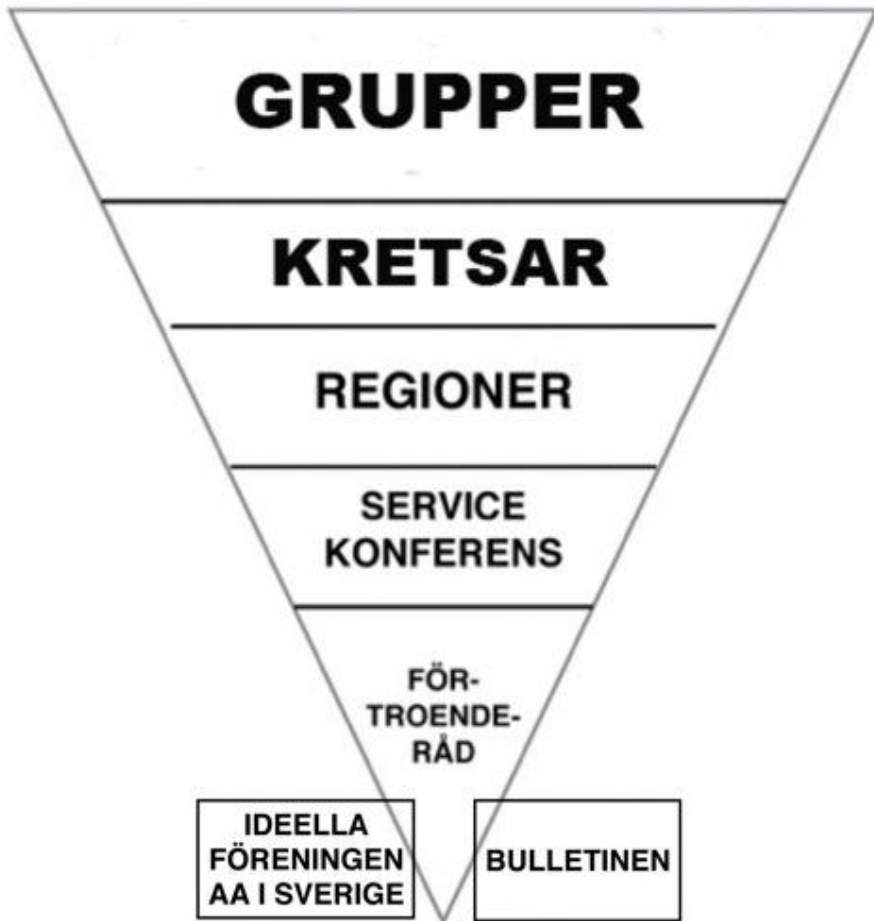 GRUPPER
KRETSAR
REGIONER
SERVICE
KONFERENS
FÖR-
TROENDE-
RÅD
IDEELLA
FÖRENINGEN
AA I SVERIGE
BULLETINEN